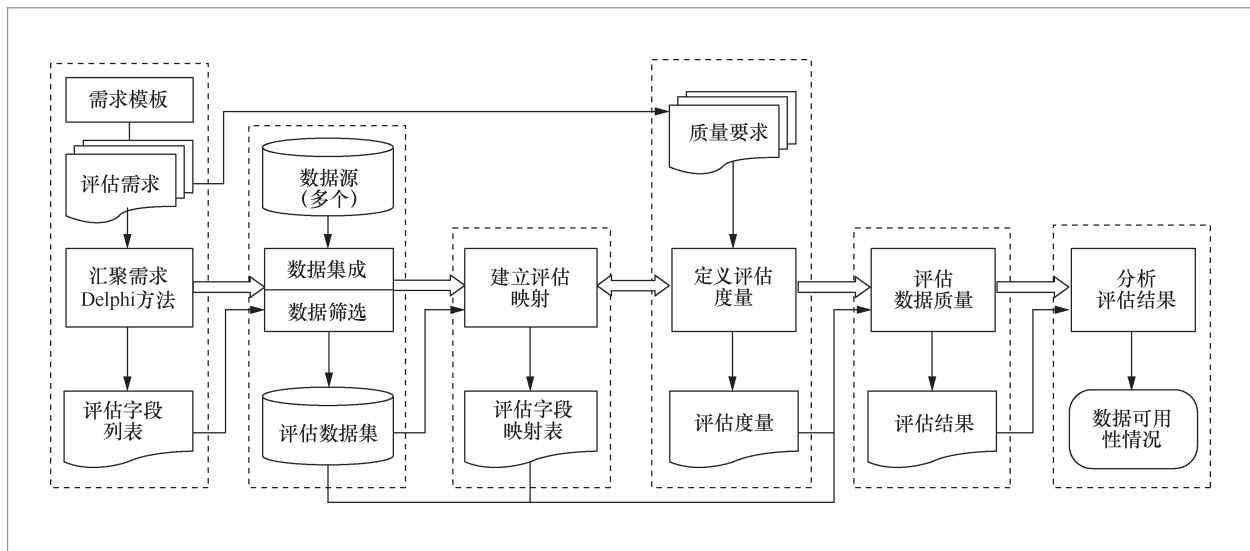 需求模板
评估需求
汇聚需求
Delphi方法
评估字段
列表
数据源
（多个）
数据集成
数据筛选
评估数据集
建立评估
映射
评估字段
映射表
质量要求
定义评估
度量
评估度量
评估
数据质量
评估结果
分析
评估结果
数据可用
性情况